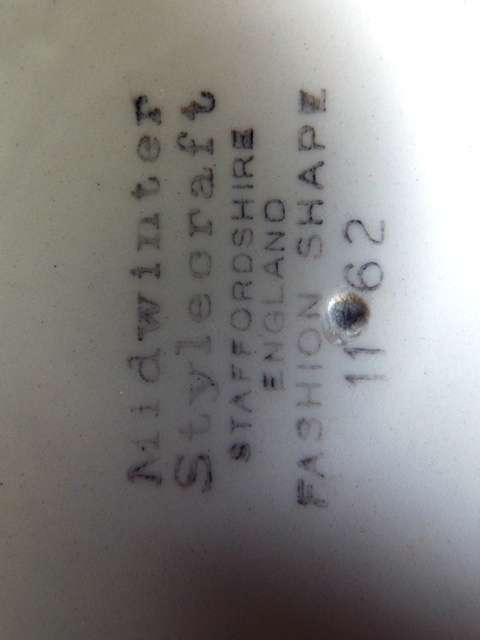 Midwinter
Stylecraft
STAFFORDSHIRE
ENGLAND
FASHION SHAPE
11 62